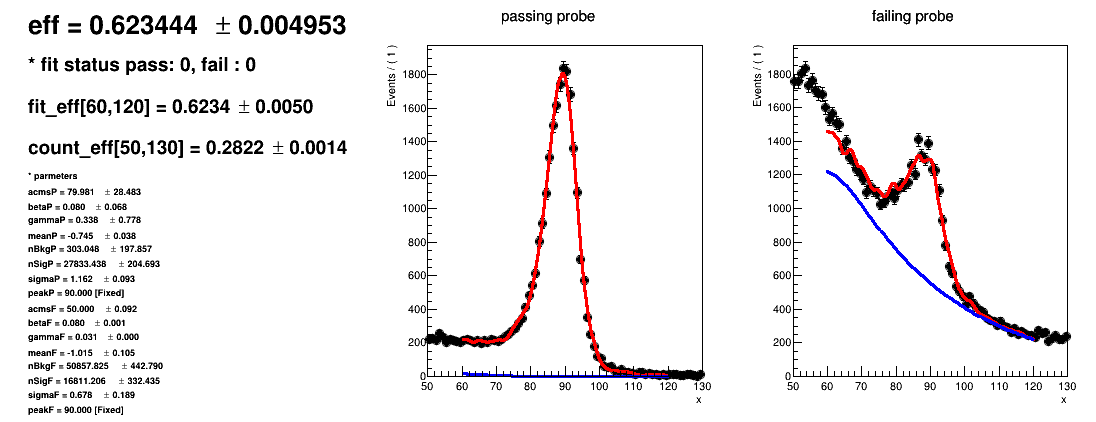 eff = 0.623444 ± 0.004953
* fit status pass: 0, fail : 0
fit_eff[60,120] = 0.6234 ± 0.0050
count_eff[50,130] = 0.2822 ± 0.0014
* parmeters
acmsP = 79.981 ± 28.483
betaP = 0.080 ± 0.068
gammaP = 0.338 ± 0.778
meanP = -0.745 ± 0.038
nBkgP = 303.048 ± 197.857
nSigP = 27833.438 ± 204.693
sigmaP = 1.162 ± 0.093
peakP = 90.000 [Fixed]
acmsF = 50.000 ± 0.092
betaF = 0.080 ± 0.001
gammaF = 0.031 ± 0.000
meanF = -1.015 ± 0.105
nBkgF = 50857.825 ± 442.790
nSigF = 16811.206 ± 332.435
sigmaF = 0.678 ± 0.189
peakF = 90.000 [Fixed]
passing probe
Events / ( 1 )
1800
1600
1400
1200
1000
800
600
400
200
0
50 60 70 80 90 100 110 120 130
x
failing probe
Events / ( 1 )
1800
1600
1400
1200
1000
800
600
400
200
0
50 60 70 80 90 100 110 120 130
x